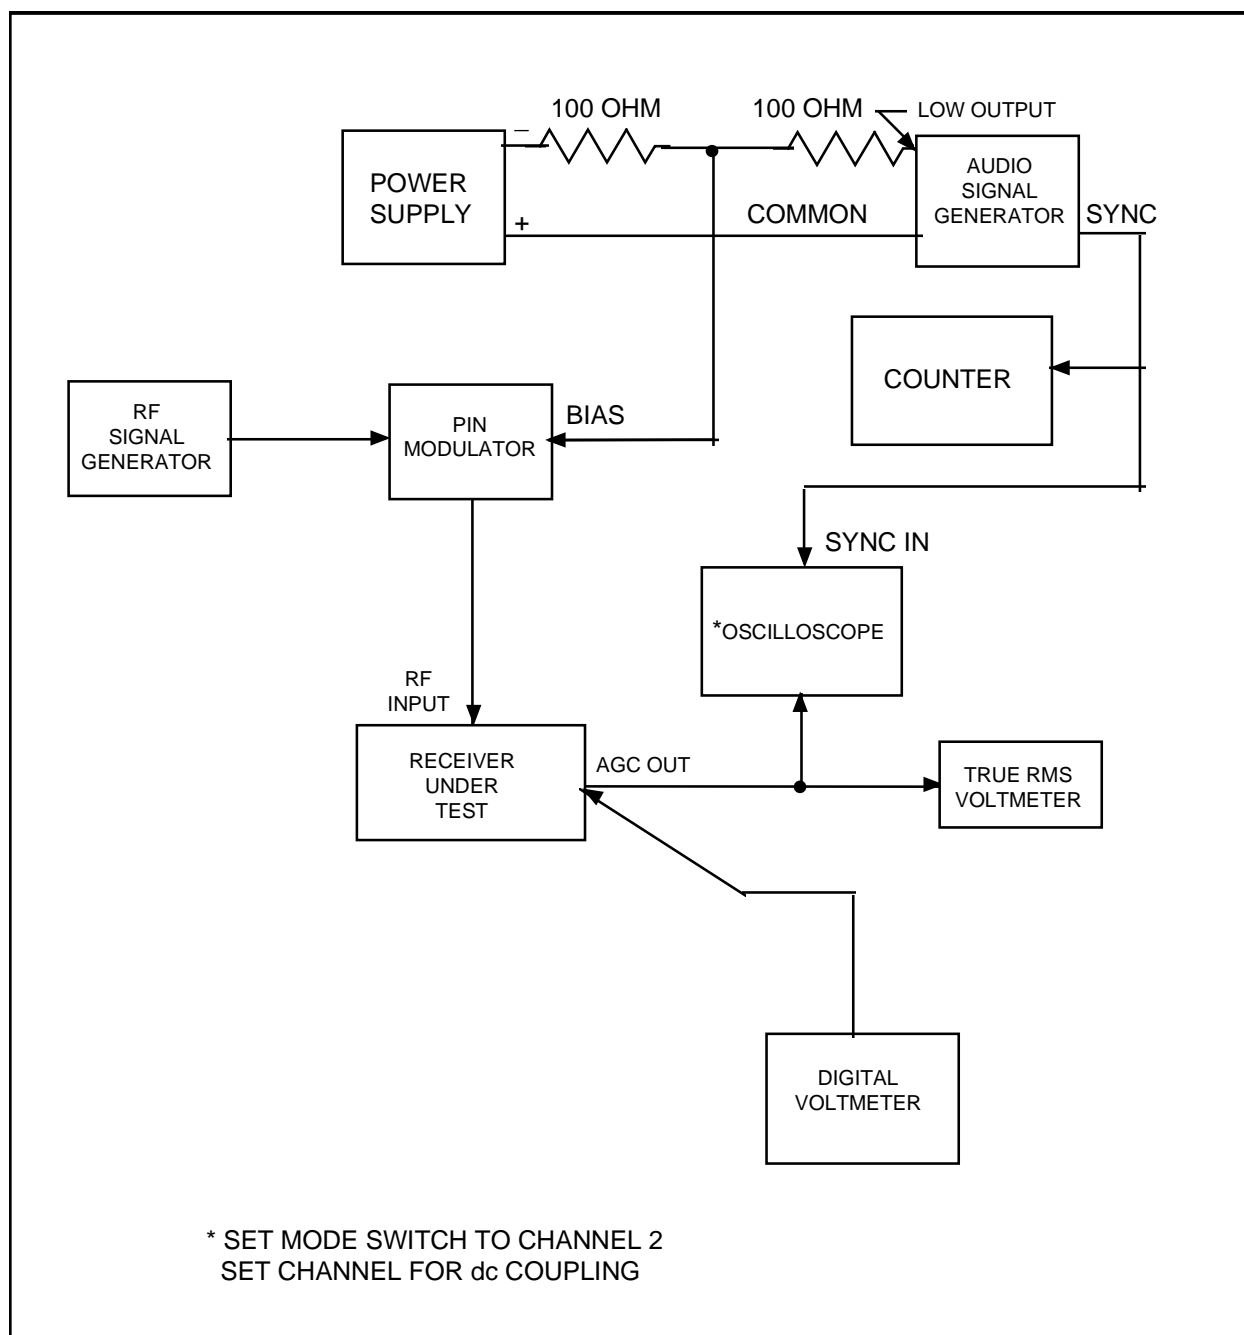 100 OHM
100 OHM
LOW OUTPUT
–
POWER
SUPPLY
+
COMMON
AUDIO
SIGNAL
GENERATOR
SYNC
COUNTER
RF
SIGNAL
GENERATOR
PIN
MODULATOR
BIAS
SYNC IN
*OSCILLOSCOPE
RF
INPUT
RECEIVER
UNDER
TEST
AGC OUT
TRUE RMS
VOLTMETER
DIGITAL
VOLTMETER
* SET MODE SWITCH TO CHANNEL 2
SET CHANNEL FOR dc COUPLING